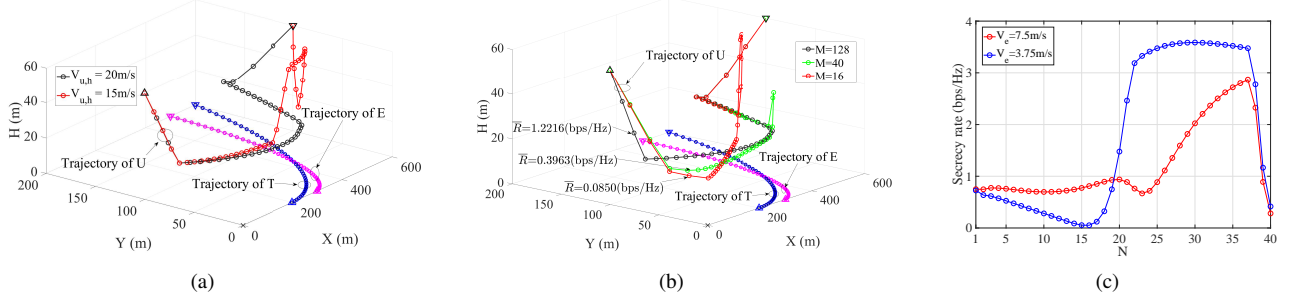 60
40
20
0
200
150
100
50
0
0
200
400
600
H (m)
Y (m)
X (m)
V_{u,h} = 20m/s
V_{u,h} = 15m/s
Trajectory of E
Trajectory of U
Trajectory of T
(a)
60
40
20
0
200
150
100
50
0
0
200
400
600
H (m)
Y (m)
X (m)
Trajectory of U
M=128
M=40
M=16
R̅=1.2216(bps/Hz)
R̅=0.3963(bps/Hz)
R̅=0.0850(bps/Hz)
Trajectory of E
Trajectory of T
(b)
4
3
2
1
0
Secrecy rate (bps/Hz)
V_e=7.5m/s
V_e=3.75m/s
1 5 10 15 20 25 30 35 40
N
(c)